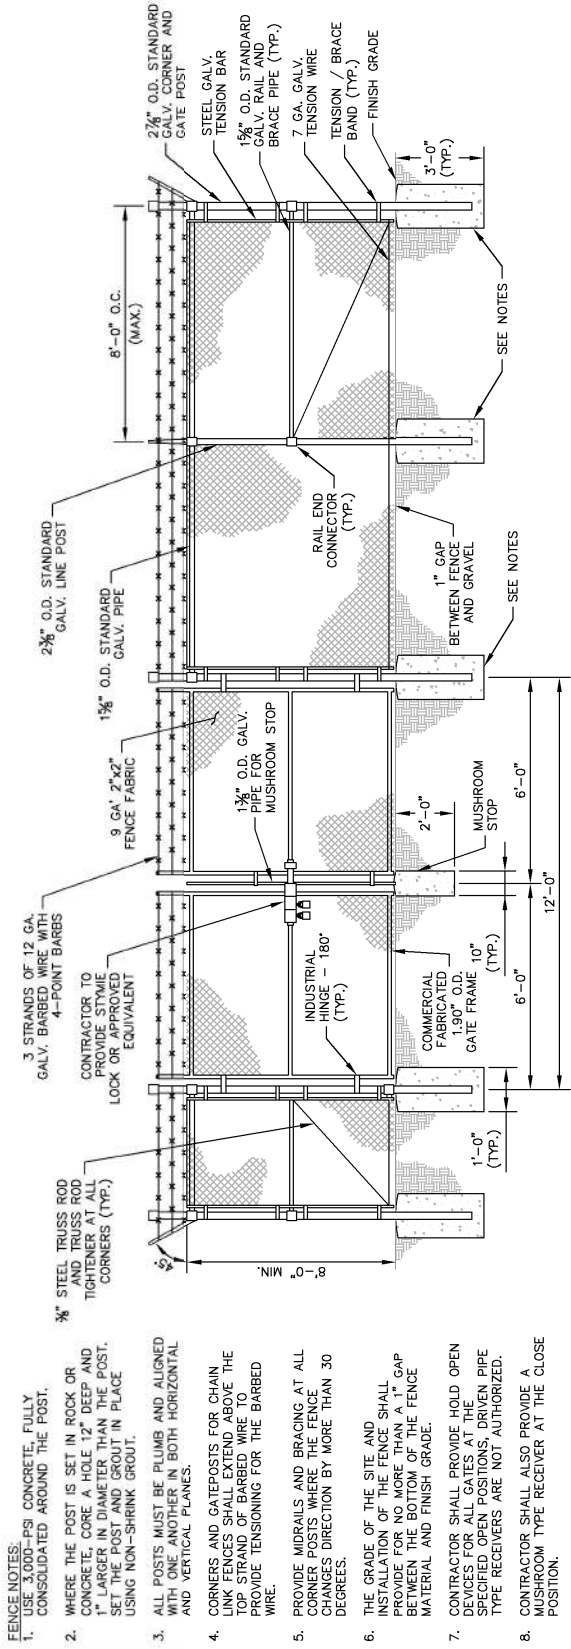 FENCE NOTES:
1. USE 3,000-PSI CONCRETE, FULLY
CONSOLIDATED AROUND THE POST.
2. WHERE THE POST IS SET IN ROCK OR
CONCRETE, CORE A HOLE 12" DEEP AND
1" LARGER IN DIAMETER THAN THE POST.
SET THE POST AND GROUT IN PLACE
USING NON-SHRINK GROUT.
3. ALL POSTS MUST BE PLUMB AND ALIGNED
WITH ONE ANOTHER IN BOTH HORIZONTAL
AND VERTICAL PLANES.
4. CORNERS AND GATEPOSTS FOR CHAIN
LINK FENCES SHALL EXTEND ABOVE THE
TOP STRAND OF BARBED WIRE TO
PROVIDE TENSIONING FOR THE BARBED
WIRE.
5. PROVIDE MIDRAILS AND BRACING AT ALL
CORNER POSTS WHERE THE FENCE
CHANGES DIRECTION BY MORE THAN 30
DEGREES.
6. THE GRADE OF THE SITE AND
INSTALLATION OF THE FENCE SHALL
PROVIDE FOR NO MORE THAN A 1" GAP
BETWEEN THE BOTTOM OF THE FENCE
MATERIAL AND FINISH GRADE.
7. CONTRACTOR SHALL PROVIDE HOLD OPEN
DEVICES FOR ALL GATES AT THE
SPECIFIED OPEN POSITIONS, DRIVEN PIPE
TYPE RECEIVERS ARE NOT AUTHORIZED.
8. CONTRACTOR SHALL ALSO PROVIDE A
MUSHROOM TYPE RECEIVER AT THE CLOSE
POSITION.
⅜" STEEL TRUSS ROD
AND TRUSS ROD
TIGHTENER AT ALL
CORNERS (TYP.)
45°
8'-0" MIN.
3 STRANDS OF 12 GA.
GALV. BARBED WIRE WITH
4-POINT BARBS
CONTRACTOR TO
PROVIDE STYMIE
LOCK OR APPROVED
EQUIVALENT
9 GA' 2"x2"
FENCE FABRIC
1⅜" O.D. GALV.
PIPE FOR
MUSHROOM STOP
INDUSTRIAL
HINGE - 180°
(TYP.)
COMMERCIAL
FABRICATED
1.90" O.D.
GATE FRAME
1'-0"
(TYP.)
10"
(TYP.)
2'-0"
MUSHROOM
STOP
6'-0"
6'-0"
12'-0"
1⅝" O.D. STANDARD
GALV. PIPE
2⅜" O.D. STANDARD
GALV. LINE POST
8'-0" O.C.
(MAX.)
RAIL END
CONNECTOR
(TYP.)
1" GAP
BETWEEN FENCE
AND GRAVEL
SEE NOTES
SEE NOTES
2⅞" O.D. STANDARD
GALV. CORNER AND
GATE POST
STEEL GALV.
TENSION BAR
1⅝" O.D. STANDARD
GALV. RAIL AND
BRACE PIPE (TYP.)
7 GA. GALV.
TENSION WIRE
TENSION / BRACE
BAND (TYP.)
FINISH GRADE
3'-0"
(TYP.)